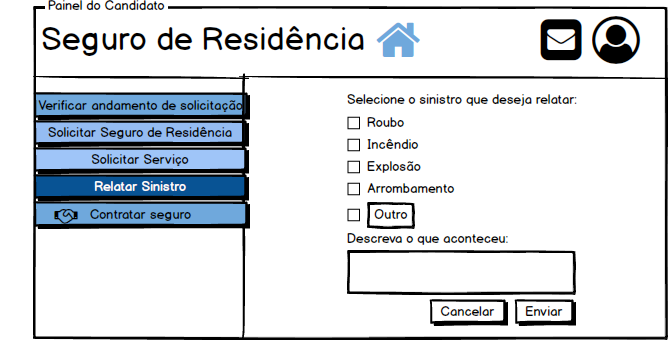 Painel do Candidato
Seguro de Residência
Verificar andamento de solicitação
Solicitar Seguro de Residência
Solicitar Serviço
Relatar Sinistro
Contratar seguro
Selecione o sinistro que deseja relatar:
Roubo
Incêndio
Explosão
Arrombamento
Outro
Descreva o que aconteceu:
Cancelar Enviar